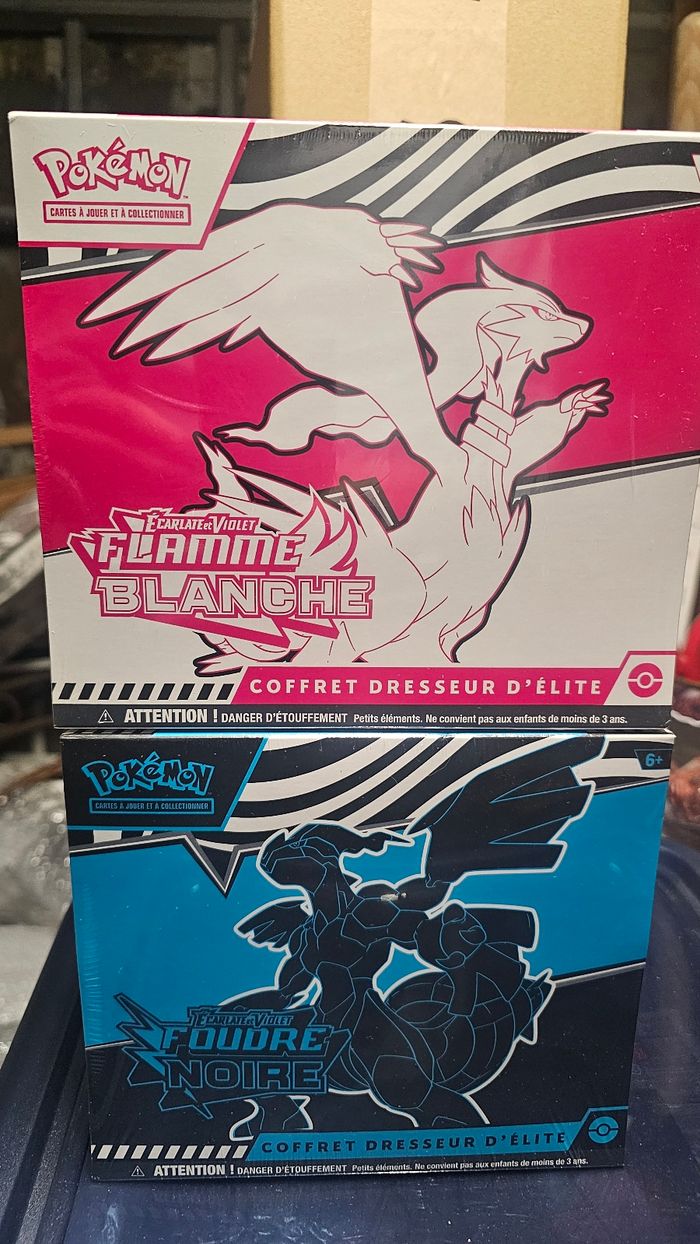 POKÉMON
CARTES À JOUER ET À COLLECTIONNER
ÉCARLATE ET VIOLET
FLAMME
BLANCHE
COFFRET DRESSEUR D'ÉLITE
ATTENTION ! DANGER D'ÉTOUFFEMENT Petits éléments. Ne convient pas aux enfants de moins de 3 ans.
POKÉMON
CARTES À JOUER ET À COLLECTIONNER
6+
ÉCARLATE ET VIOLET
FOUDRE
NOIRE
COFFRET DRESSEUR D'ÉLITE
ATTENTION ! DANGER D'ÉTOUFFEMENT Petits éléments. Ne convient pas aux enfants de moins de 3 ans.